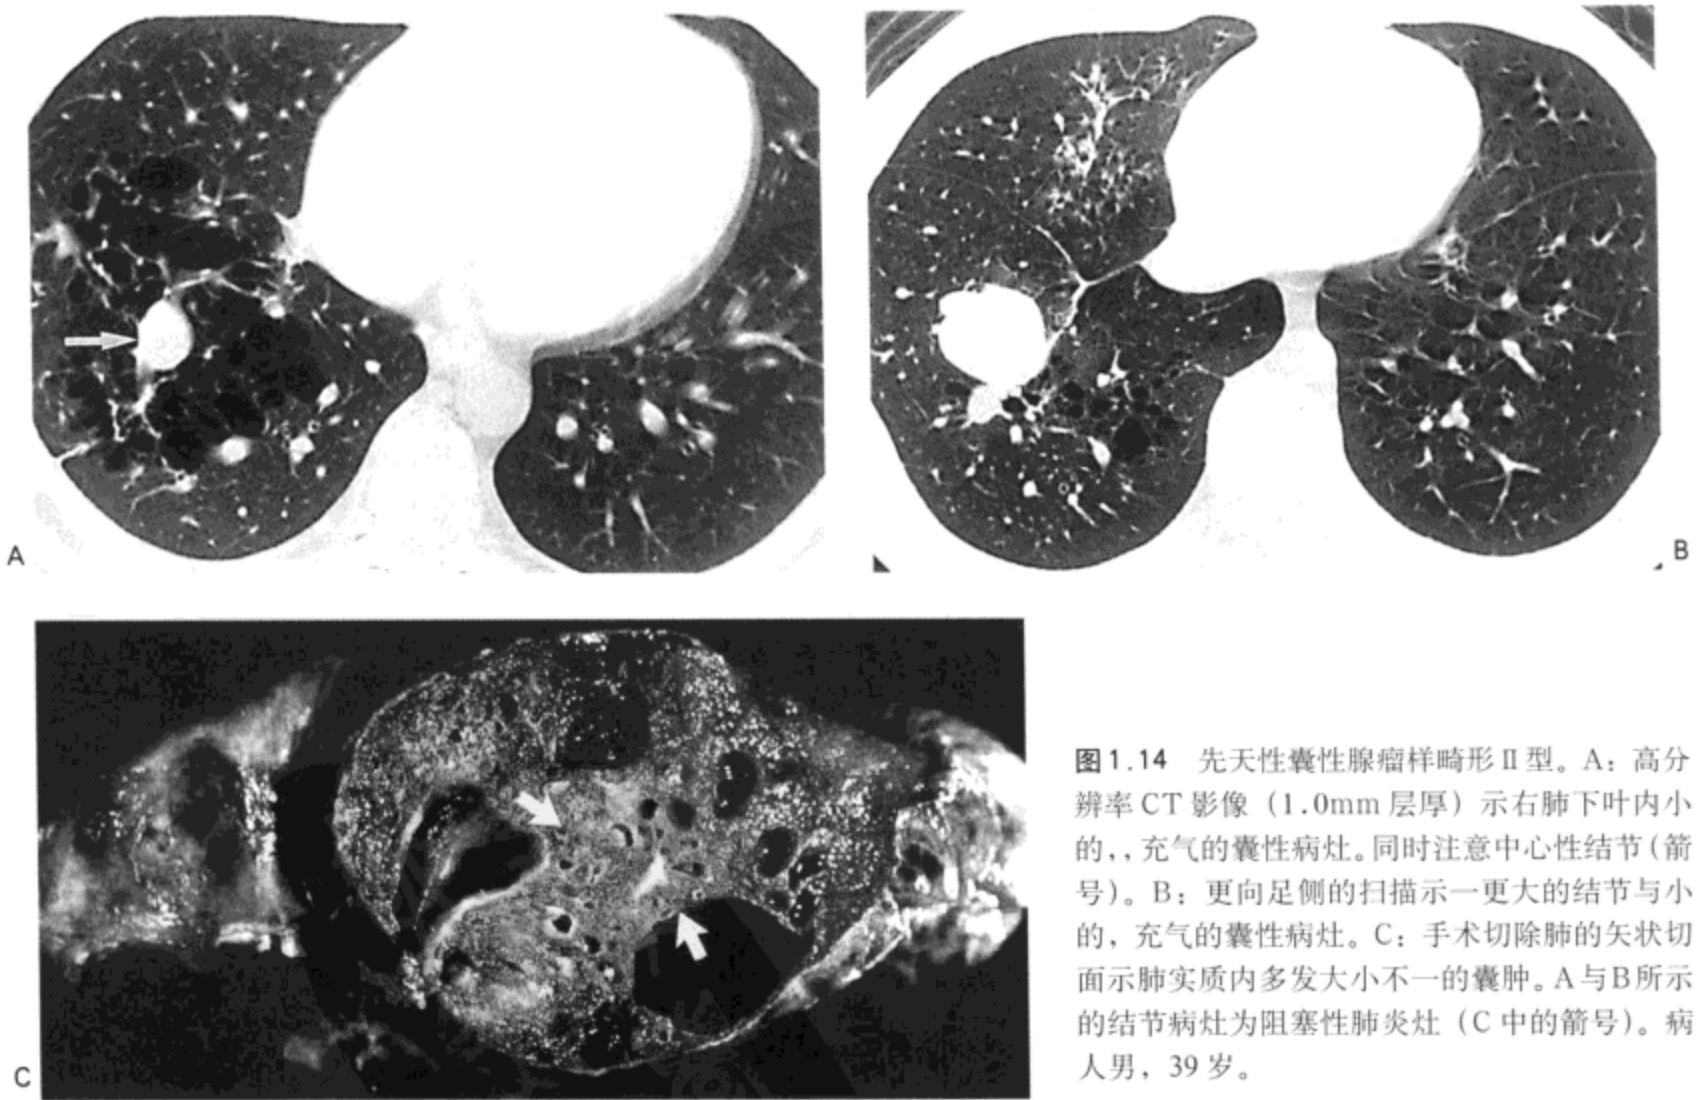 A
B
C
图1.14 先天性囊性腺瘤样畸形Ⅱ型。A：高分
辨率CT影像（1.0mm层厚）示右肺下叶内小
的，，充气的囊性病灶。同时注意中心性结节（箭
号）。B：更向足侧的扫描示一更大的结节与小
的，充气的囊性病灶。C：手术切除肺的矢状切
面示肺实质内多发大小不一的囊肿。A与B所示
的结节病灶为阻塞性肺炎灶（C中的箭号）。病
人男，39岁。